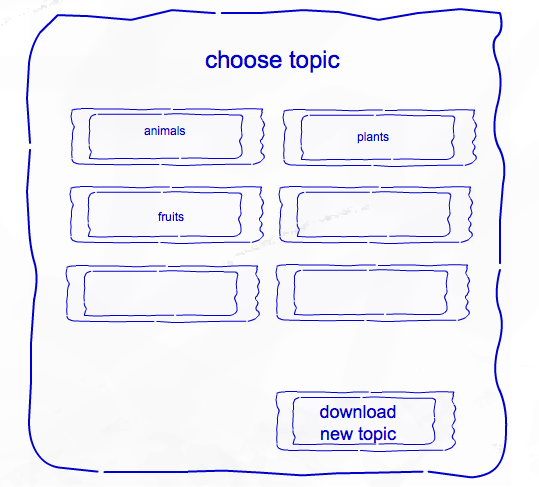 choose topic
animals
plants
fruits
download
new topic